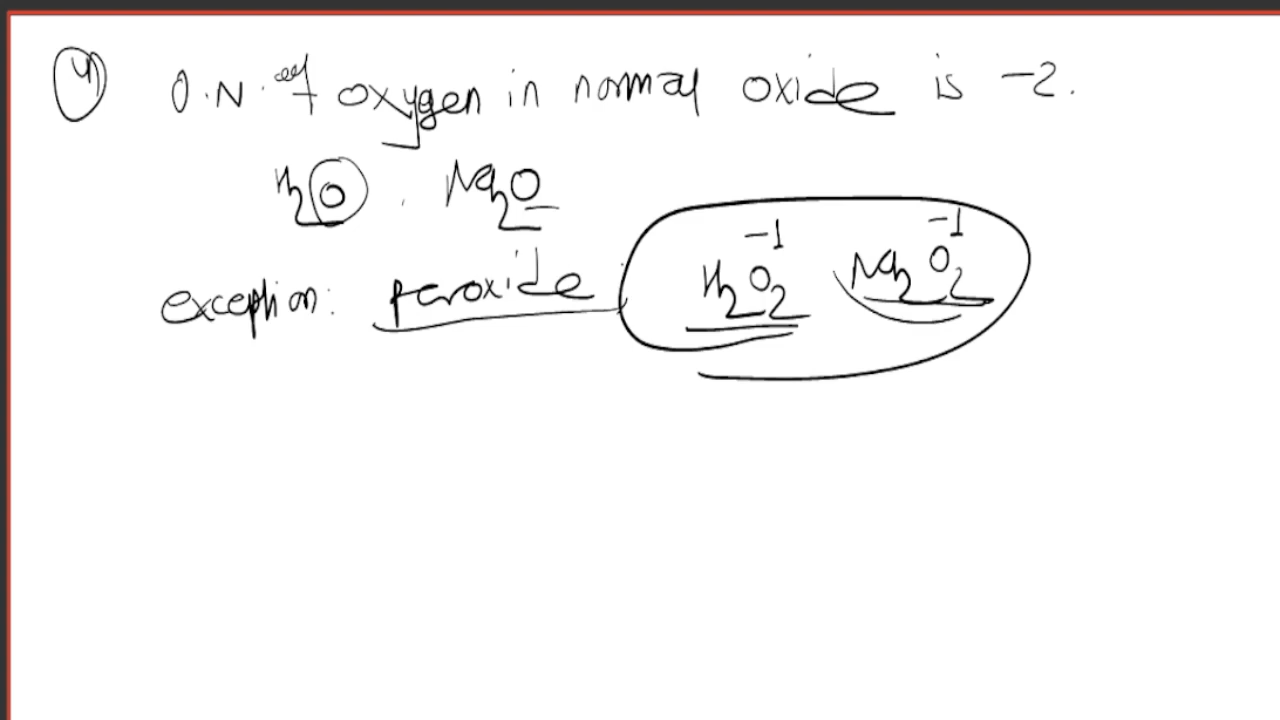 4 O.N. of oxygen in normal oxide is -2.
H2O . Na2O
-1 -1
exception: peroxide H2O2 Na2O2